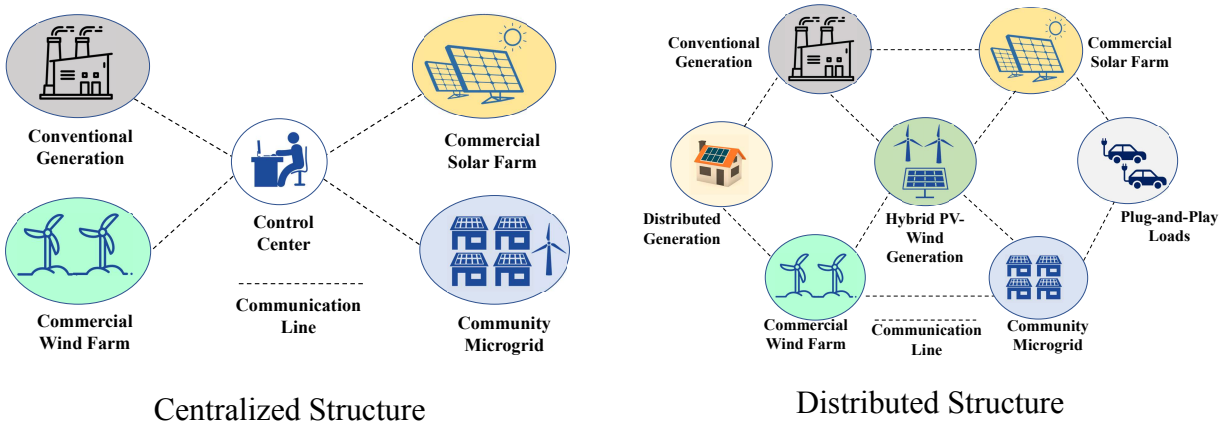 Conventional
Generation
Commercial
Solar Farm
Control
Center
Commercial
Wind Farm
Communication
Line
Community
Microgrid
Centralized Structure
Conventional
Generation
Commercial
Solar Farm
Distributed
Generation
Hybrid PV-
Wind
Generation
Plug-and-Play
Loads
Commercial
Wind Farm
Communication
Line
Community
Microgrid
Distributed Structure